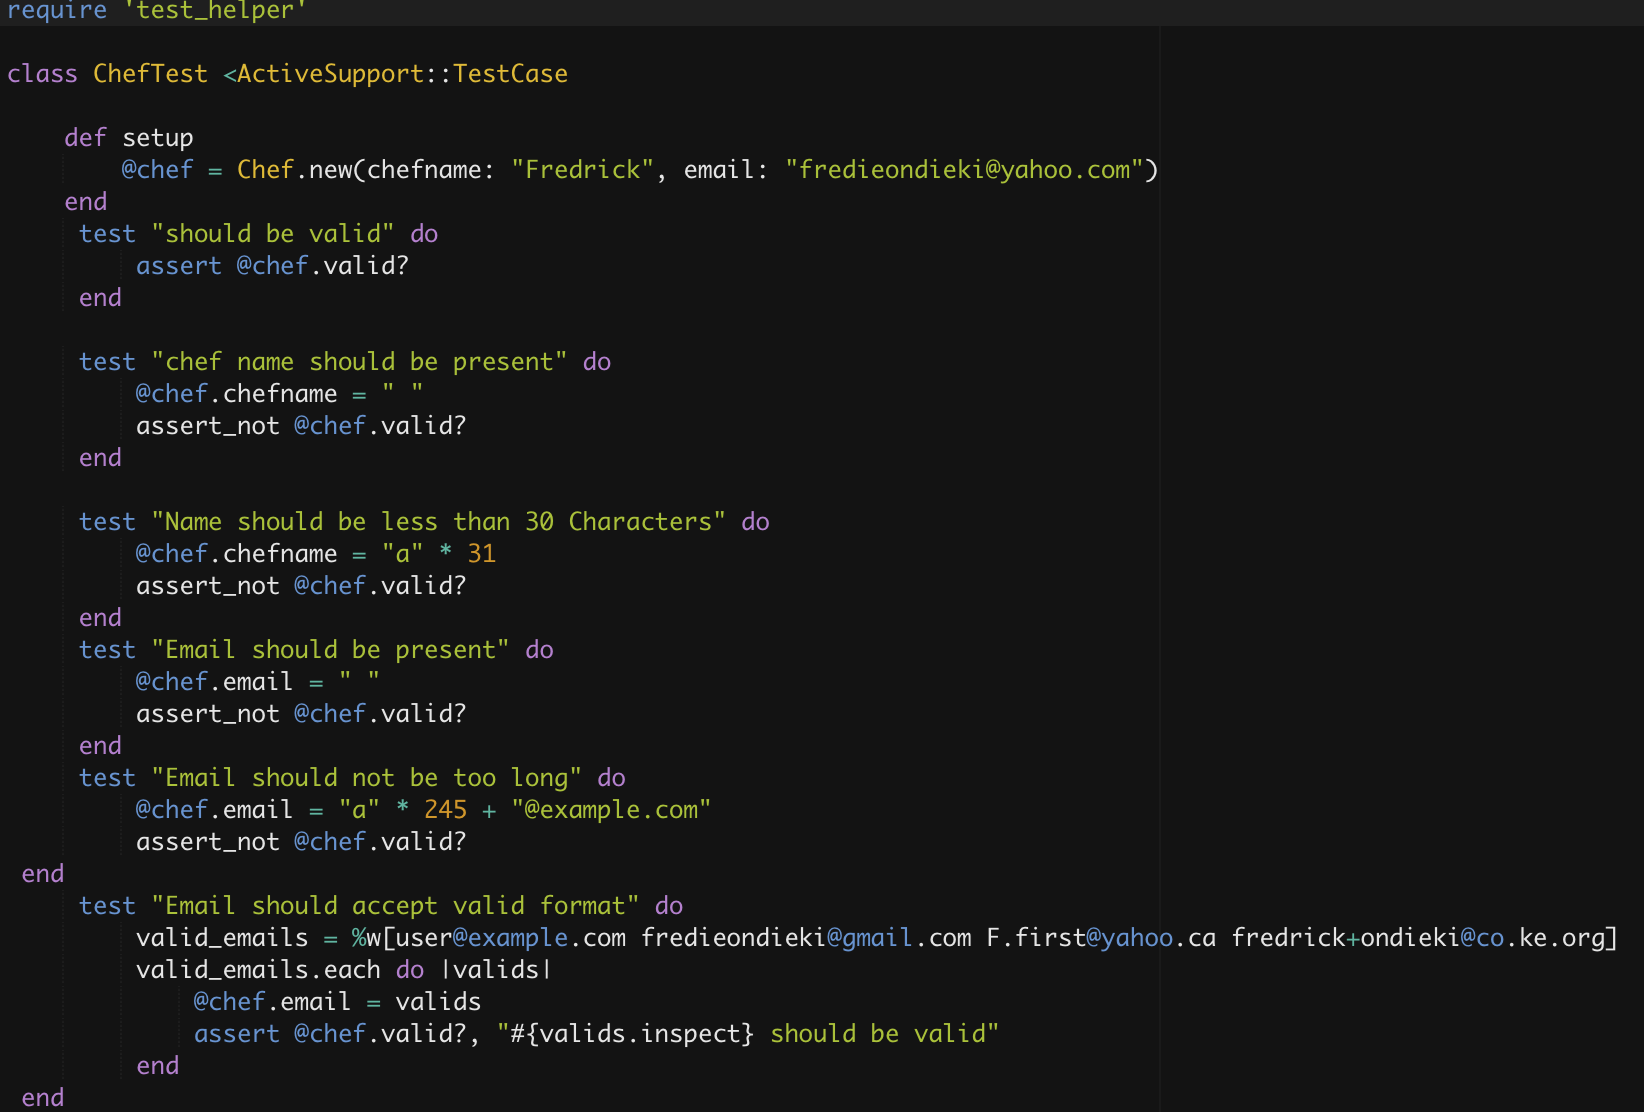 require 'test_helper'
class ChefTest <ActiveSupport::TestCase
def setup
@chef = Chef.new(chefname: "Fredrick", email: "fredieondieki@yahoo.com")
end
test "should be valid" do
assert @chef.valid?
end
test "chef name should be present" do
@chef.chefname = " "
assert_not @chef.valid?
end
test "Name should be less than 30 Characters" do
@chef.chefname = "a" * 31
assert_not @chef.valid?
end
test "Email should be present" do
@chef.email = " "
assert_not @chef.valid?
end
test "Email should not be too long" do
@chef.email = "a" * 245 + "@example.com"
assert_not @chef.valid?
end
test "Email should accept valid format" do
valid_emails = %w[user@example.com fredieondieki@gmail.com F.first@yahoo.ca fredrick+ondieki@co.ke.org]
valid_emails.each do |valids|
@chef.email = valids
assert @chef.valid?, "#{valids.inspect} should be valid"
end
end